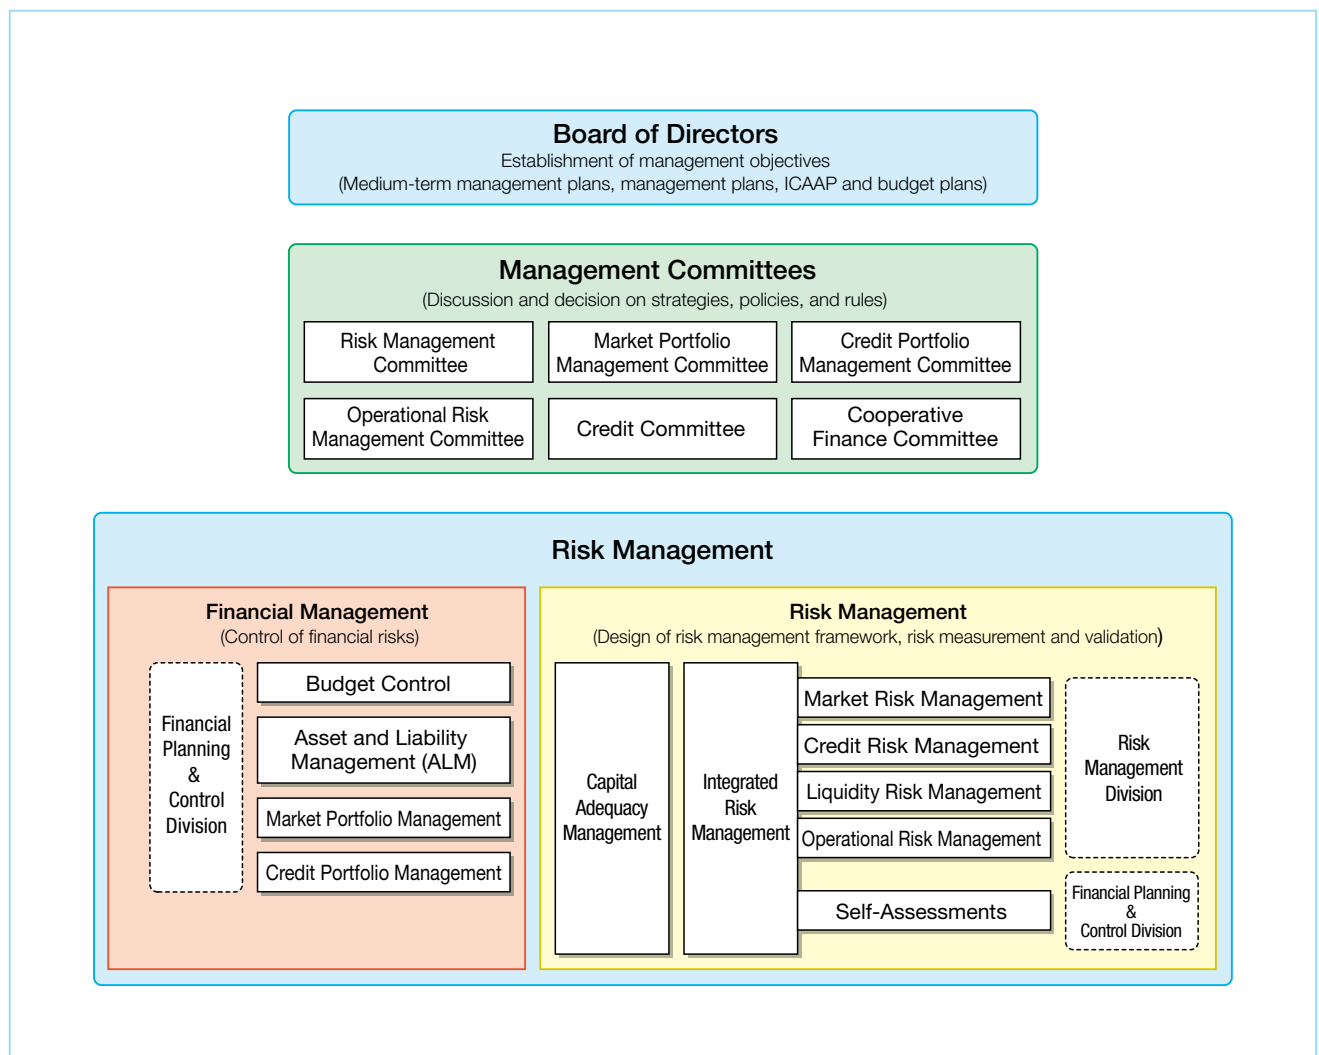 Board of Directors
Establishment of management objectives
(Medium-term management plans, management plans, ICAAP and budget plans)
Management Committees
(Discussion and decision on strategies, policies, and rules)
Risk Management
Committee
Market Portfolio
Management Committee
Credit Portfolio
Management Committee
Operational Risk
Management Committee
Credit Committee
Cooperative
Finance Committee
Risk Management
Financial Management
(Control of financial risks)
Financial
Planning
&
Control
Division
Budget Control
Asset and Liability
Management (ALM)
Market Portfolio Management
Credit Portfolio Management
Risk Management
(Design of risk management framework, risk measurement and validation)
Capital
Adequacy
Management
Integrated
Risk
Management
Market Risk Management
Credit Risk Management
Liquidity Risk Management
Operational Risk Management
Self-Assessments
Risk
Management
Division
Financial Planning
&
Control Division